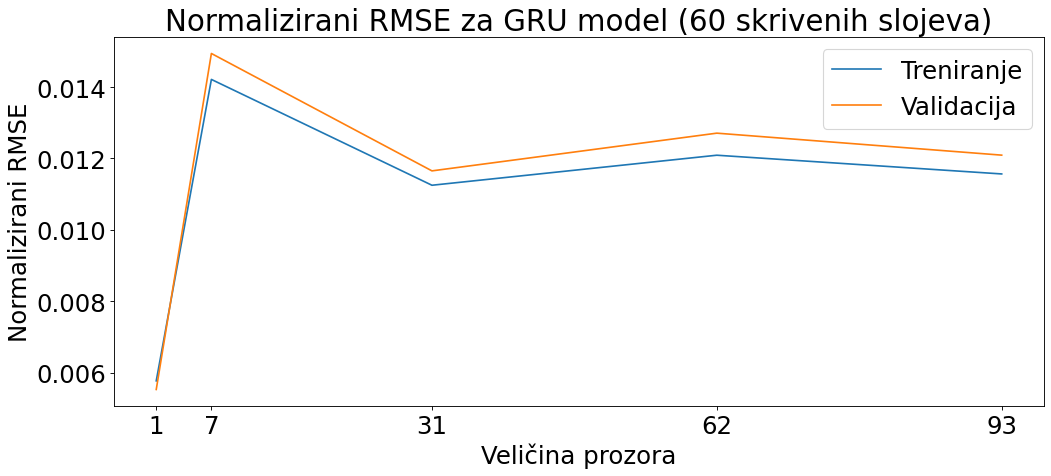 Normalizirani RMSE za GRU model (60 skrivenih slojeva)
Treniranje
Validacija
Normalizirani RMSE
0.014
0.012
0.010
0.008
0.006
1 7 31 62 93
Veličina prozora